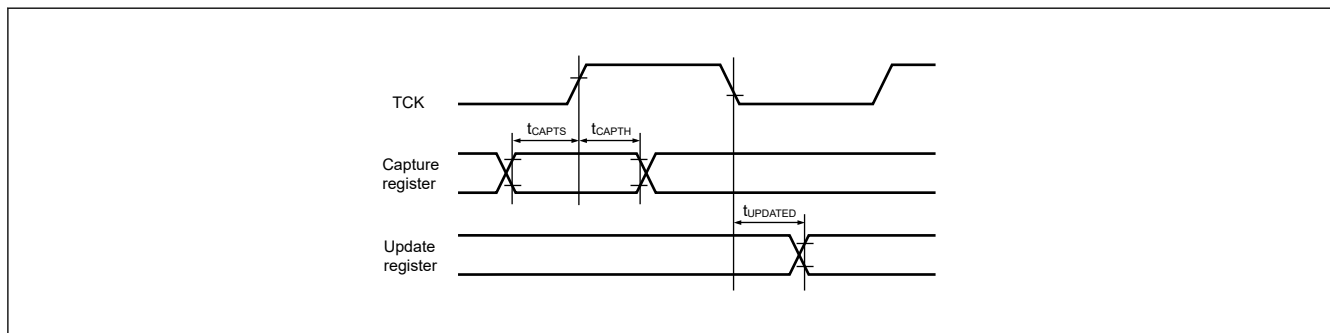 TCK
tCAPTS
tCAPTH
Capture
register
tUPDATED
Update
register